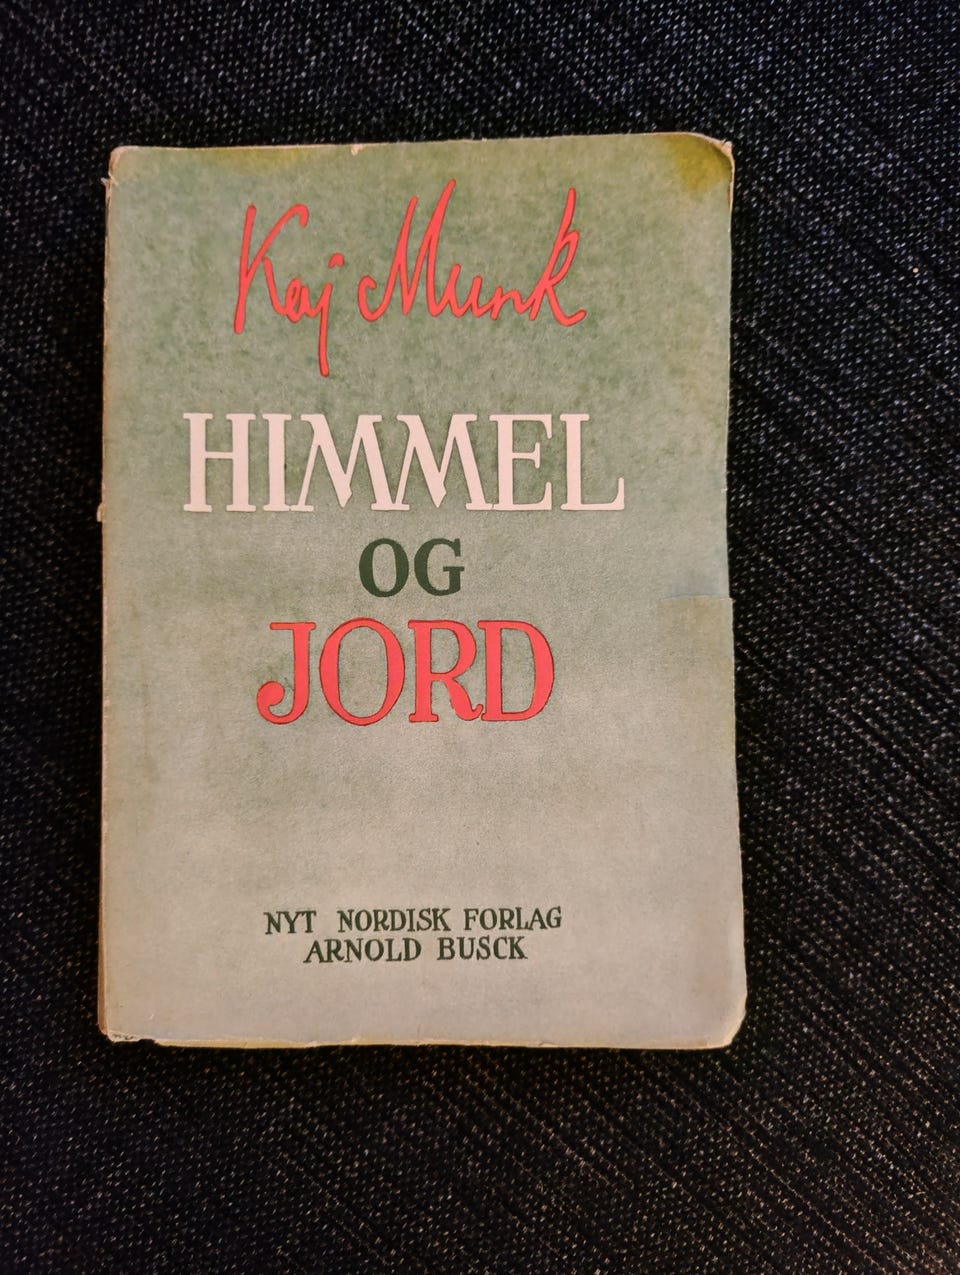 Kaj Munk
HIMMEL
OG
JORD
NYT NORDISK FORLAG
ARNOLD BUSCK